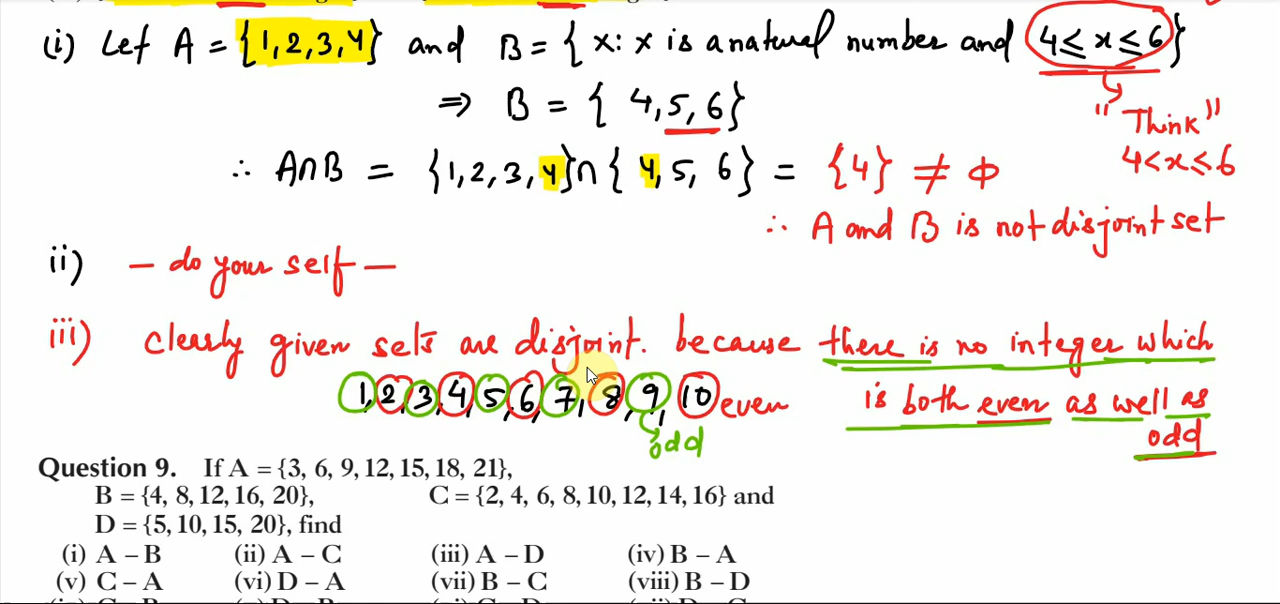 (i) Let A = {1,2,3,4} and B = { x: x is a natural number and 4 ≤ x ≤ 6}
⇒ B = { 4, 5, 6}
"Think"
4<x≤6
∴ A∩B = {1,2,3,4}∩{ 4, 5, 6} = {4} ≠ ϕ
∴ A and B is not disjoint set
ii) – do your self –
iii) clearly given sets are disjoint. because there is no integer which
is both even as well as
odd
1,2,3,4,5,6,7,8,9,10 even
odd
Question 9. If A = {3, 6, 9, 12, 15, 18, 21},
B = {4, 8, 12, 16, 20}, C = {2, 4, 6, 8, 10, 12, 14, 16} and
D = {5, 10, 15, 20}, find
(i) A – B (ii) A – C (iii) A – D (iv) B – A
(v) C – A (vi) D – A (vii) B – C (viii) B – D